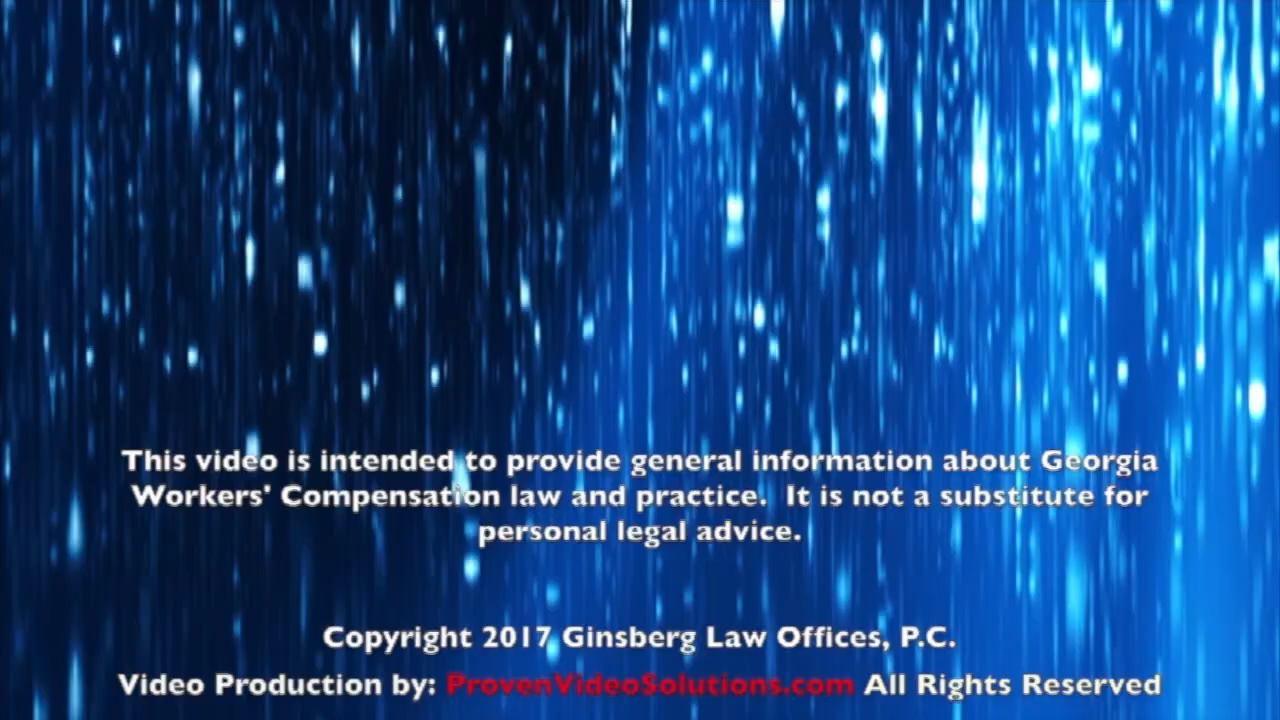 This video is intended to provide general information about Georgia
Workers' Compensation law and practice.  It is not a substitute for
personal legal advice.
Copyright 2017 Ginsberg Law Offices, P.C.
Video Production by: ProvenVideoSolutions.com All Rights Reserved